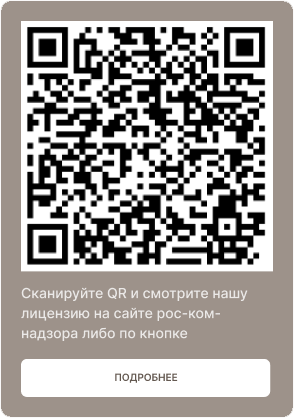 Сканируйте QR и смотрите нашу
лицензию на сайте рос-ком-
надзора либо по кнопке
ПОДРОБНЕЕ